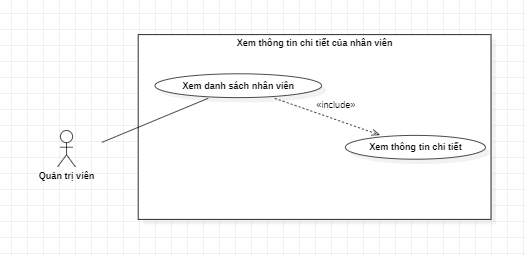 Xem thông tin chi tiết của nhân viên
Xem danh sách nhân viên
«include»
Xem thông tin chi tiết
Quản trị viên